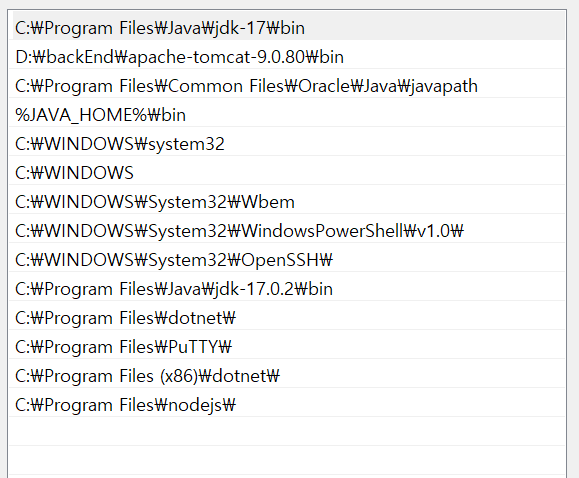 C:₩Program Files₩Java₩jdk-17₩bin
D:₩backEnd₩apache-tomcat-9.0.80₩bin
C:₩Program Files₩Common Files₩Oracle₩Java₩javapath
%JAVA_HOME%₩bin
C:₩WINDOWS₩system32
C:₩WINDOWS
C:₩WINDOWS₩System32₩Wbem
C:₩WINDOWS₩System32₩WindowsPowerShell₩v1.0₩
C:₩WINDOWS₩System32₩OpenSSH₩
C:₩Program Files₩Java₩jdk-17.0.2₩bin
C:₩Program Files₩dotnet₩
C:₩Program Files₩PuTTY₩
C:₩Program Files (x86)₩dotnet₩
C:₩Program Files₩nodejs₩